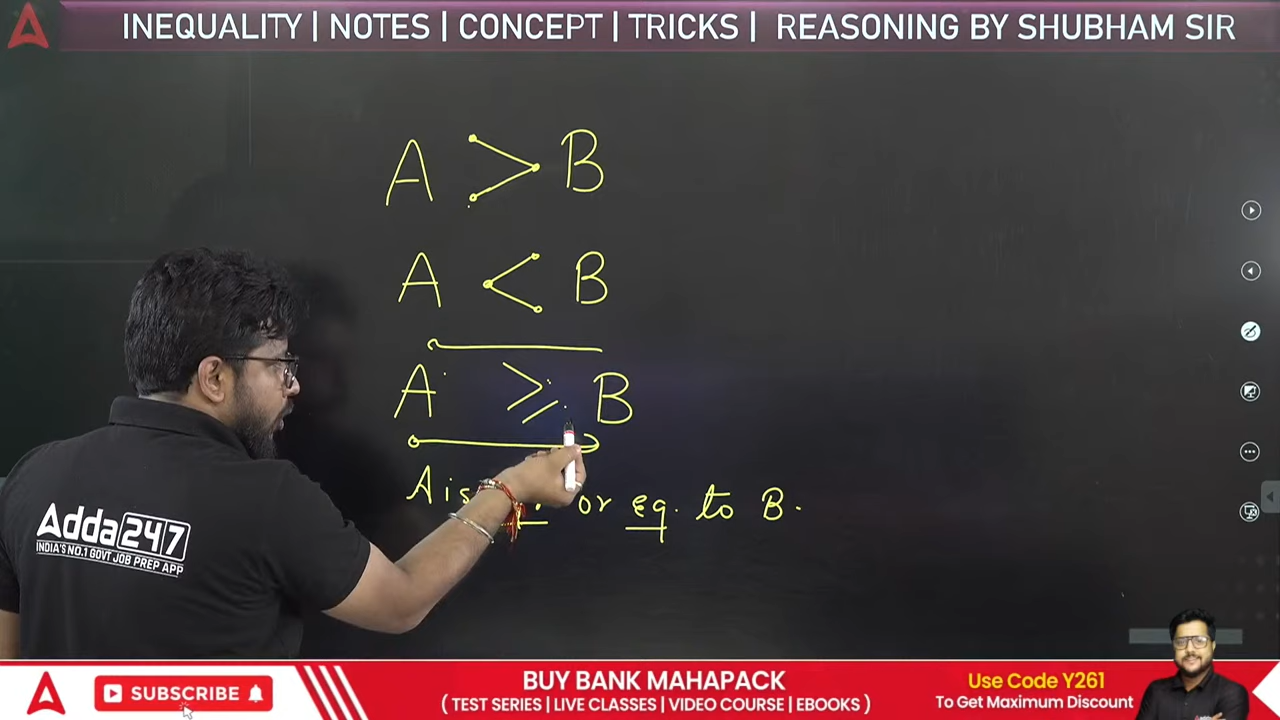 INEQUALITY | NOTES | CONCEPT | TRICKS | REASONING BY SHUBHAM SIR
A > B
A < B
A ≥ B
A is or eq. to B.
Adda247
INDIA'S NO.1 GOVT JOB PREP APP
SUBSCRIBE
BUY BANK MAHAPACK
( TEST SERIES | LIVE CLASSES | VIDEO COURSE | EBOOKS )
Use Code Y261
To Get Maximum Discount